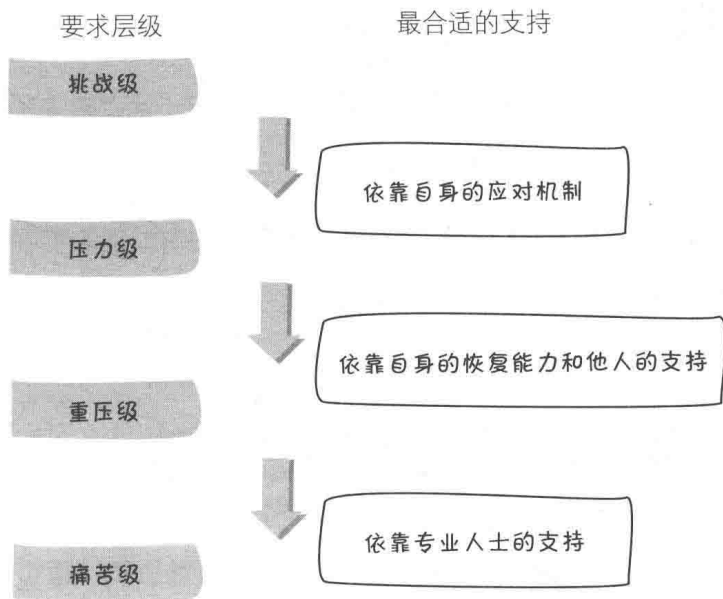 要求层级
最合适的支持
挑战级
依靠自身的应对机制
压力级
依靠自身的恢复能力和他人的支持
重压级
依靠专业人士的支持
痛苦级